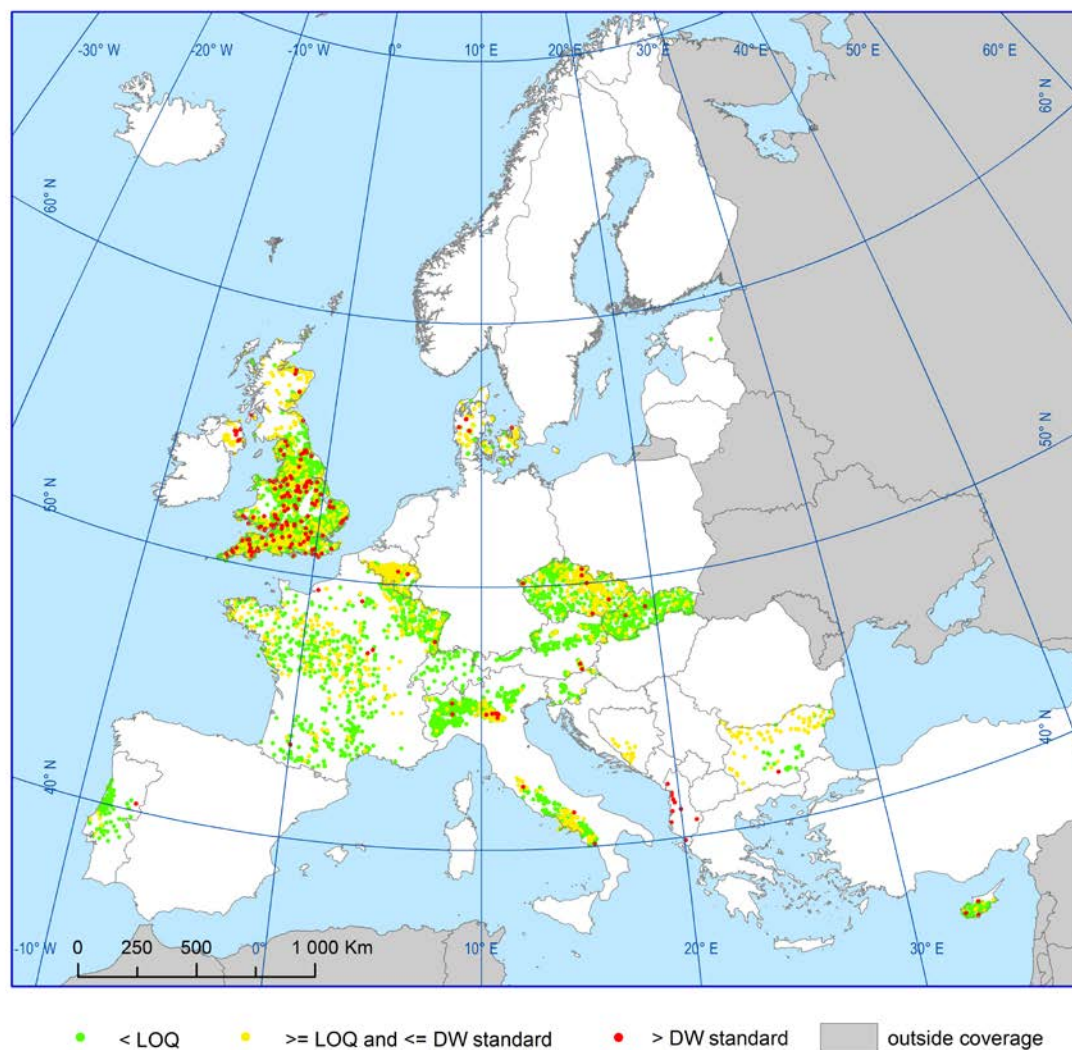 -30° W -20° W -10° W 0° 10° E 20° E 30° E 40° E 50° E 60° E
60° N 60° N
50° N 50° N
40° N 40° N
0 250 500 1 000 Km
-10° W 0° 10° E 20° E 30° E
< LOQ >= LOQ and <= DW standard > DW standard outside coverage